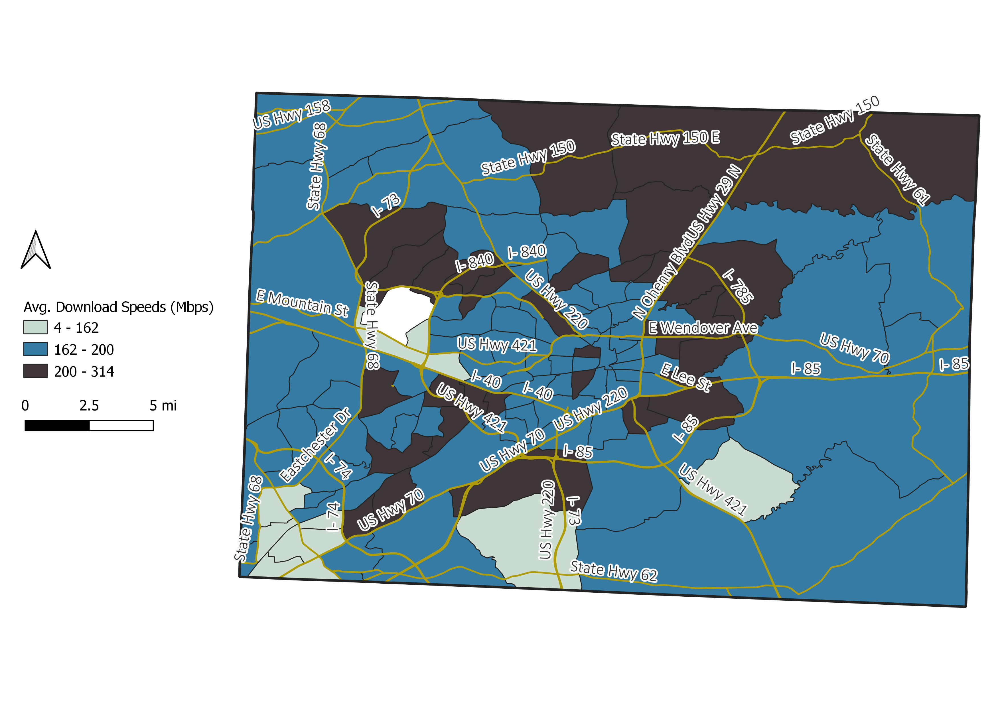 US Hwy 158
State Hwy 68
State Hwy 150
State Hwy 150 E
State Hwy 150
State Hwy 61
I- 73
US Hwy 29 N
N Ohenry Blvd
I- 840
I- 840
US Hwy 220
I- 785
E Mountain St
State Hwy 68
E Wendover Ave
US Hwy 421
US Hwy 70
I- 85
I- 85
E Lee St
I- 40
I- 40
US Hwy 421
US Hwy 220
Eastchester Dr
I- 74
US Hwy 70
I- 85
I- 85
US Hwy 421
State Hwy 68
I- 74
US Hwy 70
US Hwy 220
I- 73
State Hwy 62
Avg. Download Speeds (Mbps)
4 - 162
162 - 200
200 - 314
0 2.5 5 mi